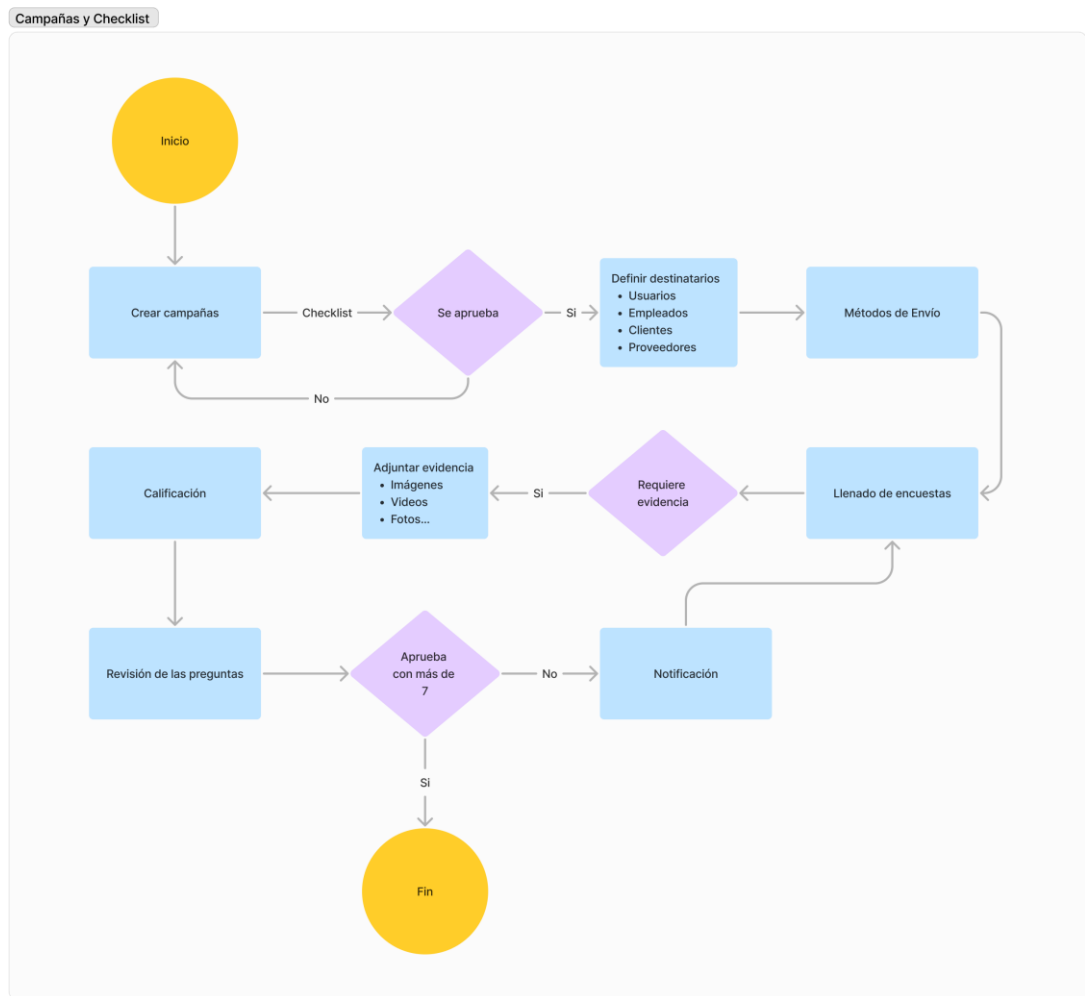 Campañas y Checklist
Inicio
Crear campañas
Checklist
Se aprueba
Si
Definir destinatarios
• Usuarios
• Empleados
• Clientes
• Proveedores
Métodos de Envío
No
Calificación
Adjuntar evidencia
• Imágenes
• Videos
• Fotos...
Si
Requiere
evidencia
Llenado de encuestas
Revisión de las preguntas
Aprueba
con más de
7
No
Notificación
Si
Fin